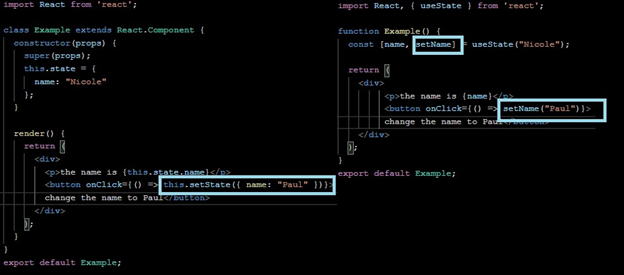 import React from 'react';
class Example extends React.Component {
constructor(props) {
super(props);
this.state = {
name: "Nicole"
};
}
render() {
return (
<div>
<p>the name is {this.state.name}</p>
<button onClick={() => this.setState({ name: "Paul" })}>
change the name to Paul</button>
</div>
);
}
}
export default Example;
import React, { useState } from 'react';
function Example() {
const [name, setName] = useState("Nicole");
return (
<div>
<p>the name is {name}</p>
<button onClick={() => setName("Paul")}>
change the name to Paul</button>
</div>
);
}
export default Example;